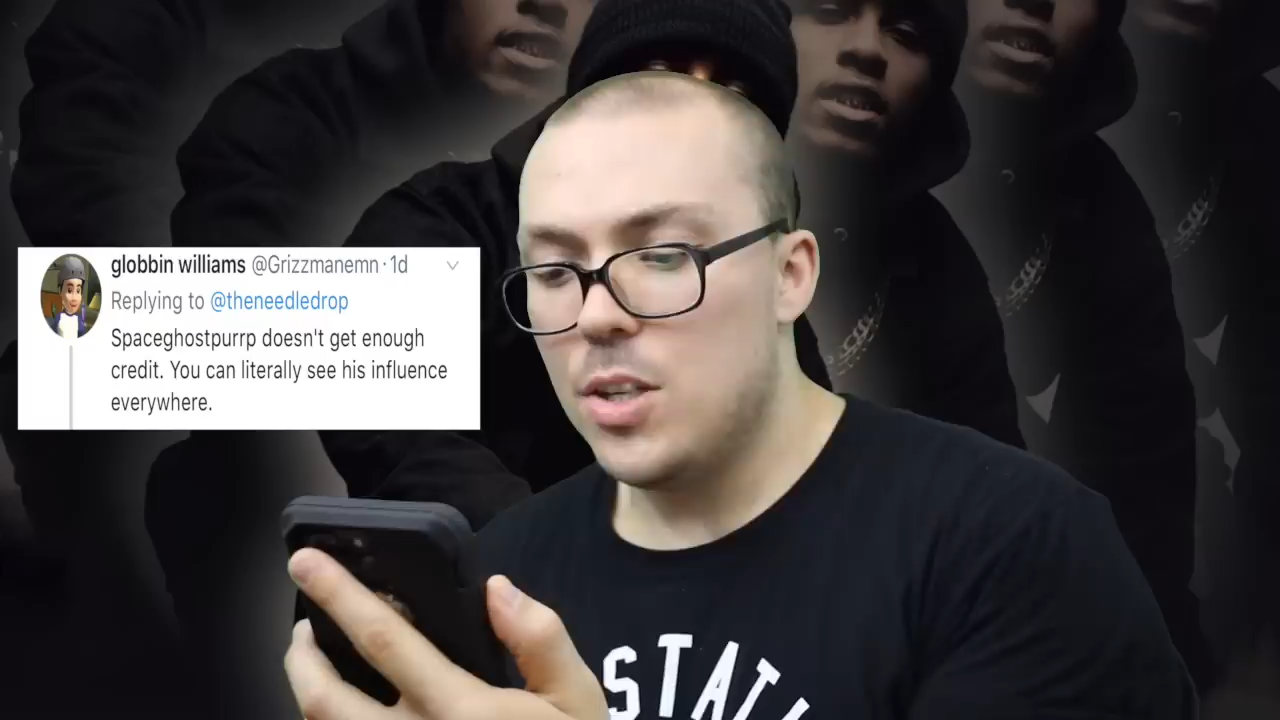 globbin williams @Grizzmanemn · 1d
Replying to @theneedledrop
Spaceghostpurrp doesn't get enough
credit. You can literally see his influence
everywhere.